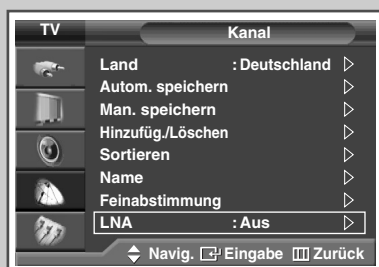 TV Kanal
Land : Deutschland
Autom. speichern
Man. speichern
Hinzufüg./Löschen
Sortieren
Name
Feinabstimmung
LNA : Aus
Navig. Eingabe Zurück